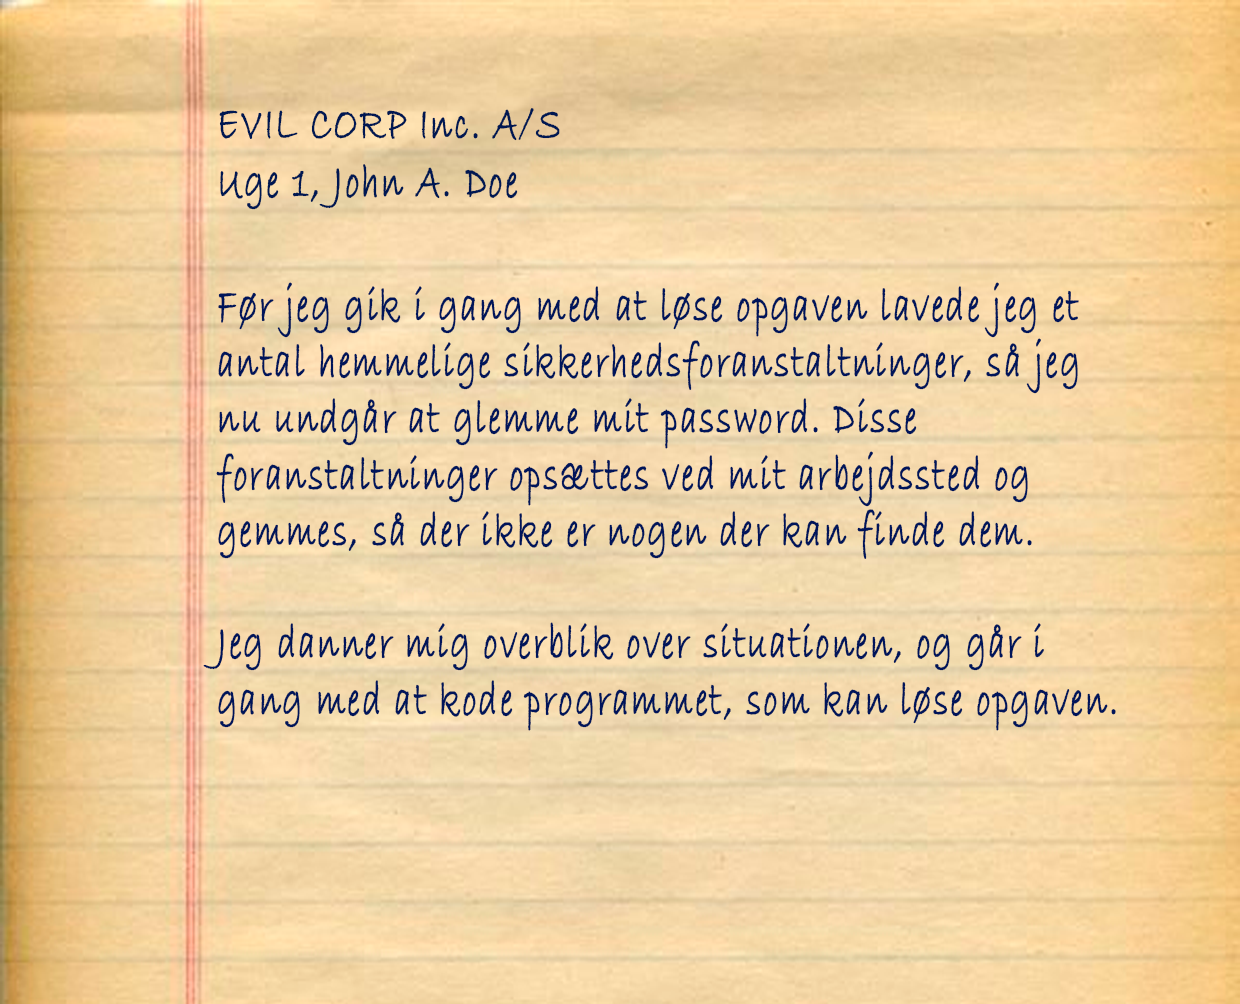 EVIL CORP Inc. A/S
Uge 1, John A. Doe
Før jeg gik i gang med at løse opgaven lavede jeg et
antal hemmelige sikkerhedsforanstaltninger, så jeg
nu undgår at glemme mit password. Disse
foranstaltninger opsættes ved mit arbejdssted og
gemmes, så der ikke er nogen der kan finde dem.
Jeg danner mig overblik over situationen, og går i
gang med at kode programmet, som kan løse opgaven.